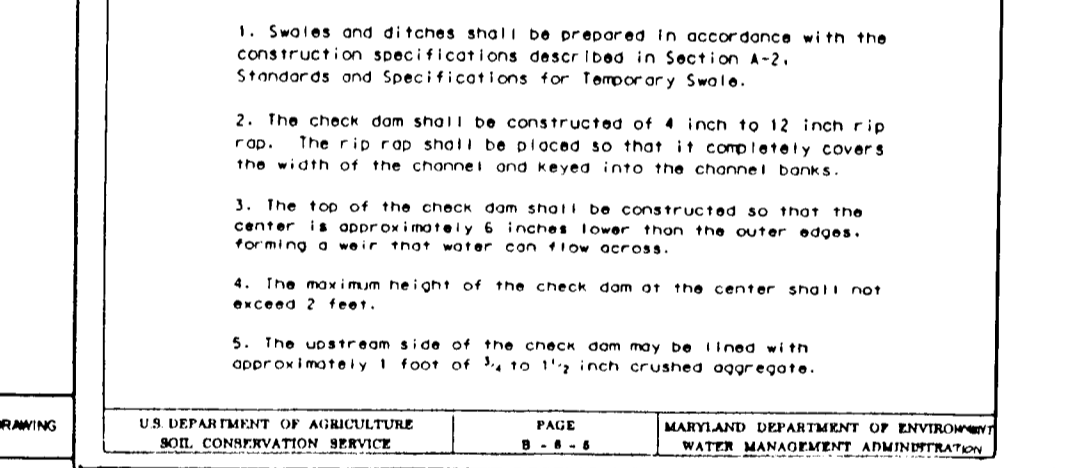 1. Swales and ditches shall be prepared in accordance with the
construction specifications described in Section A-2,
Standards and Specifications for Temporary Swale.
2. The check dam shall be constructed of 4 inch to 12 inch rip
rap. The rip rap shall be placed so that it completely covers
the width of the channel and keyed into the channel banks.
3. The top of the check dam shall be constructed so that the
center is approximately 6 inches lower than the outer edges,
forming a weir that water can flow across.
4. The maximum height of the check dam at the center shall not
exceed 2 feet.
5. The upstream side of the check dam may be lined with
approximately 1 foot of 3/4 to 1 1/2 inch crushed aggregate.
RAWING
U.S. DEPARTMENT OF AGRICULTURE
SOIL CONSERVATION SERVICE
PAGE
B - 6 - 5
MARYLAND DEPARTMENT OF ENVIRONMENT
WATER MANAGEMENT ADMINISTRATION